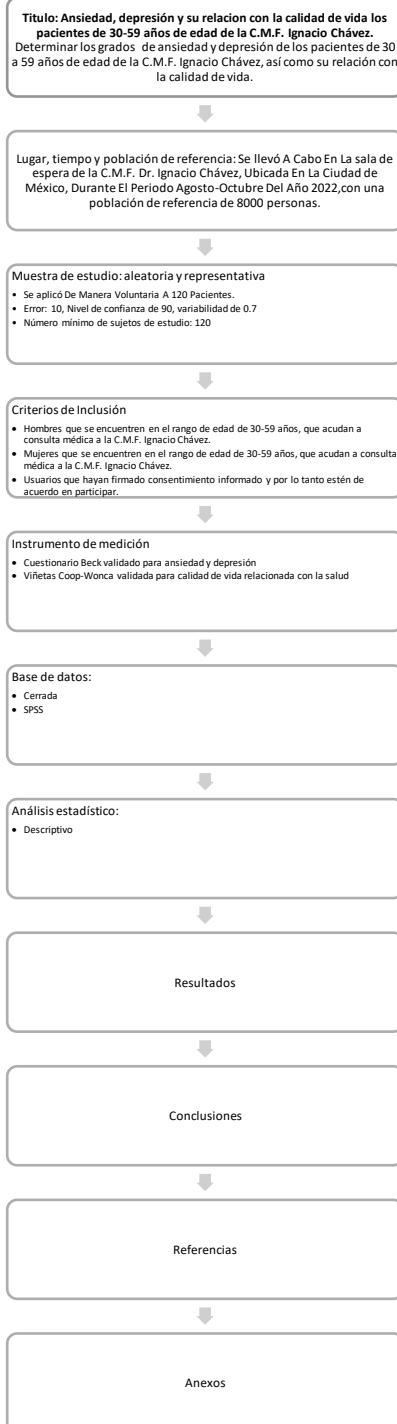 Titulo: Ansiedad, depresión y su relacion con la calidad de vida los
pacientes de 30-59 años de edad de la C.M.F. Ignacio Chávez.
Determinar los grados de ansiedad y depresión de los pacientes de 30
a 59 años de edad de la C.M.F. Ignacio Chávez, así como su relación con
la calidad de vida.
Lugar, tiempo y población de referencia: Se llevó A Cabo En La sala de
espera de la C.M.F. Dr. Ignacio Chávez, Ubicada En La Ciudad de
México, Durante El Periodo Agosto-Octubre Del Año 2022,con una
población de referencia de 8000 personas.
Muestra de estudio: aleatoria y representativa
• Se aplicó De Manera Voluntaria A 120 Pacientes.
• Error: 10, Nivel de confianza de 90, variabilidad de 0.7
• Número mínimo de sujetos de estudio: 120
Criterios de Inclusión
• Hombres que se encuentren en el rango de edad de 30-59 años, que acudan a
consulta médica a la C.M.F. Ignacio Chávez.
• Mujeres que se encuentren en el rango de edad de 30-59 años, que acudan a consulta
médica a la C.M.F. Ignacio Chávez.
• Usuarios que hayan firmado consentimiento informado y por lo tanto estén de
acuerdo en participar.
Instrumento de medición
• Cuestionario Beck validado para ansiedad y depresión
• Viñetas Coop-Wonca validada para calidad de vida relacionada con la salud
Base de datos:
• Cerrada
• SPSS
Análisis estadístico:
• Descriptivo
Resultados
Conclusiones
Referencias
Anexos